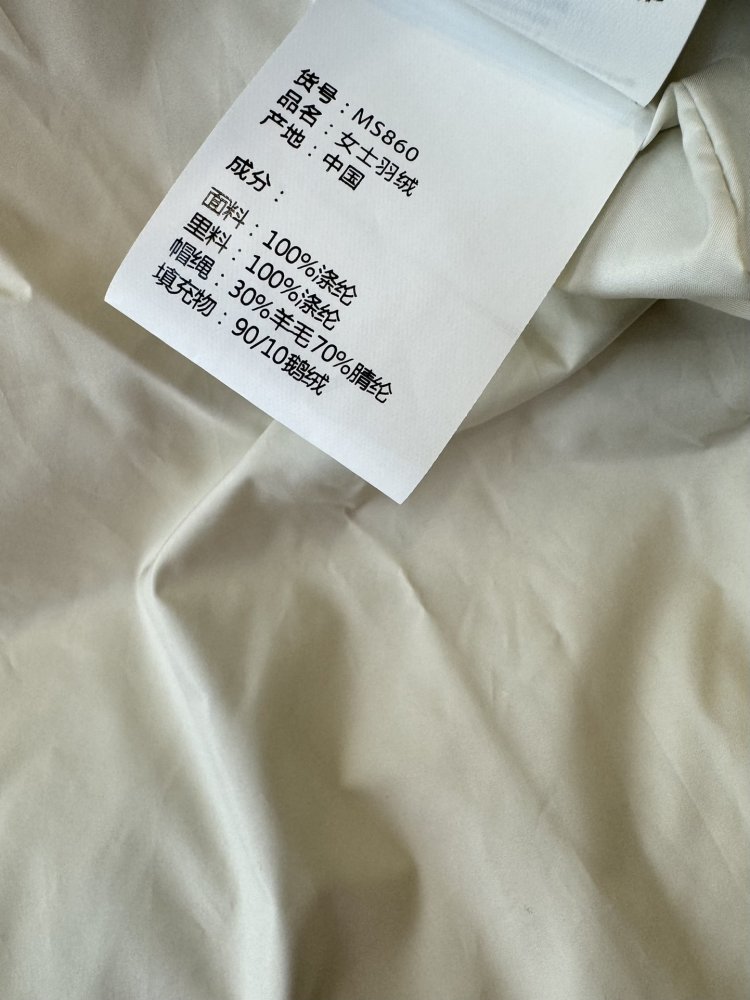 货号：MS860
品名：女士羽绒
产地：中国
成分：
面料：100%涤纶
里料：100%涤纶
帽绳：30%羊毛70%腈纶
填充物：90/10鹅绒